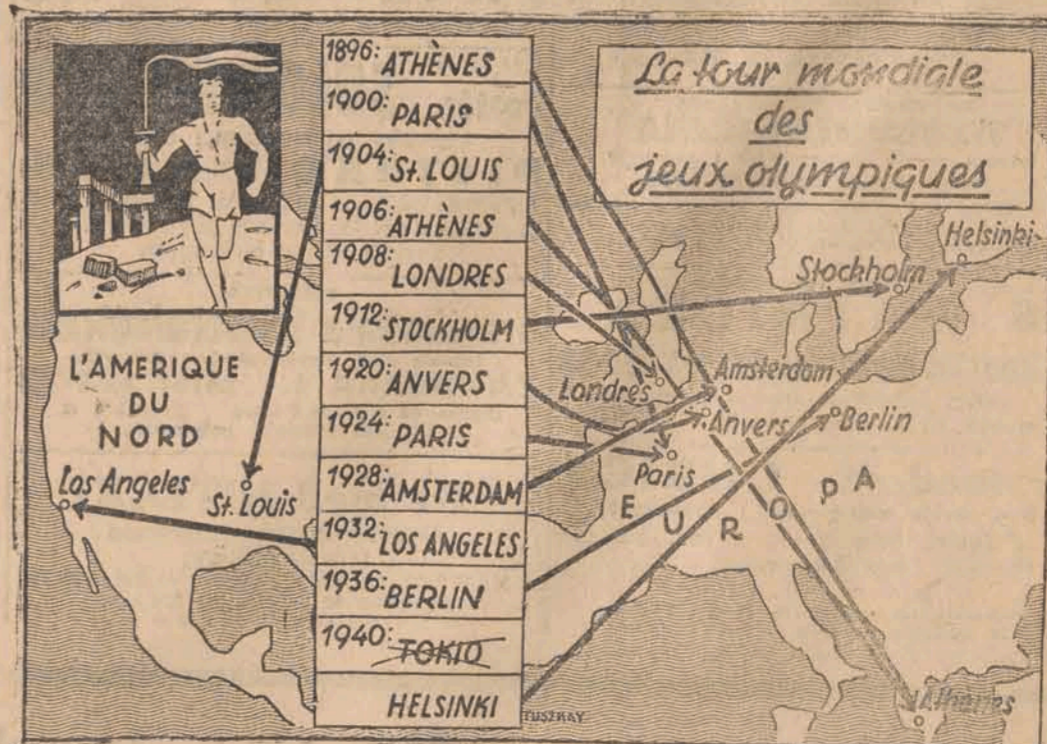 La tour mondiale
des
jeux olympiques
1896: ATHÈNES
1900: PARIS
1904: St. LOUIS
1906: ATHÈNES
1908: LONDRES
1912: STOCKHOLM
1920: ANVERS
1924: PARIS
1928: AMSTERDAM
1932: LOS ANGELES
1936: BERLIN
1940: TOKIO
HELSINKI
L'AMERIQUE
DU
NORD
Los Angeles
St. Louis
Helsinki
Stockholm
Londres
Amsterdam
Anvers
Berlin
Paris
EUROPA
Athènes
TUSZKAY